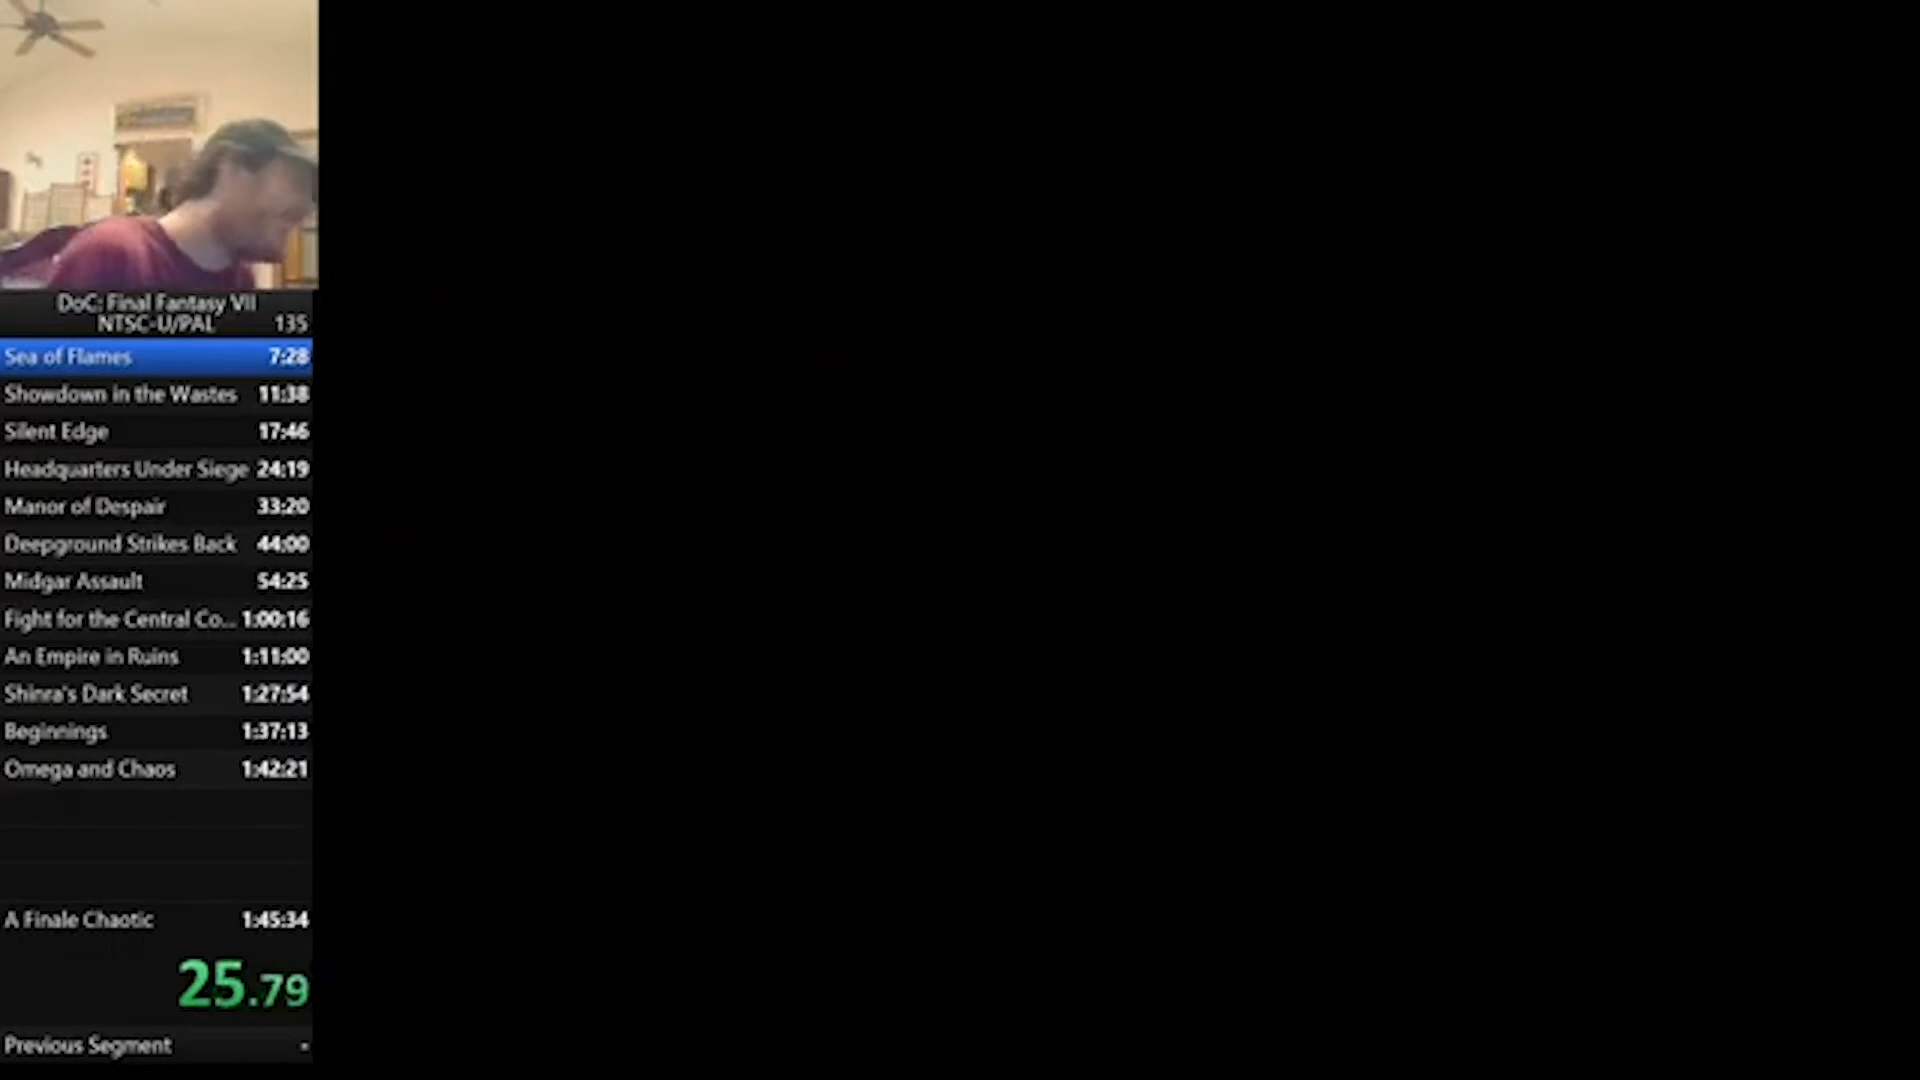 DoC: Final Fantasy VII
NTSC-U/PAL 135
Sea of Flames 7:28
Showdown in the Wastes 11:38
Silent Edge 17:46
Headquarters Under Siege 24:19
Manor of Despair 33:20
Deepground Strikes Back 44:00
Midgar Assault 54:25
Fight for the Central Co... 1:00:16
An Empire in Ruins 1:11:00
Shinra's Dark Secret 1:27:54
Beginnings 1:37:13
Omega and Chaos 1:42:21
A Finale Chaotic 1:45:34
25.79
Previous Segment -